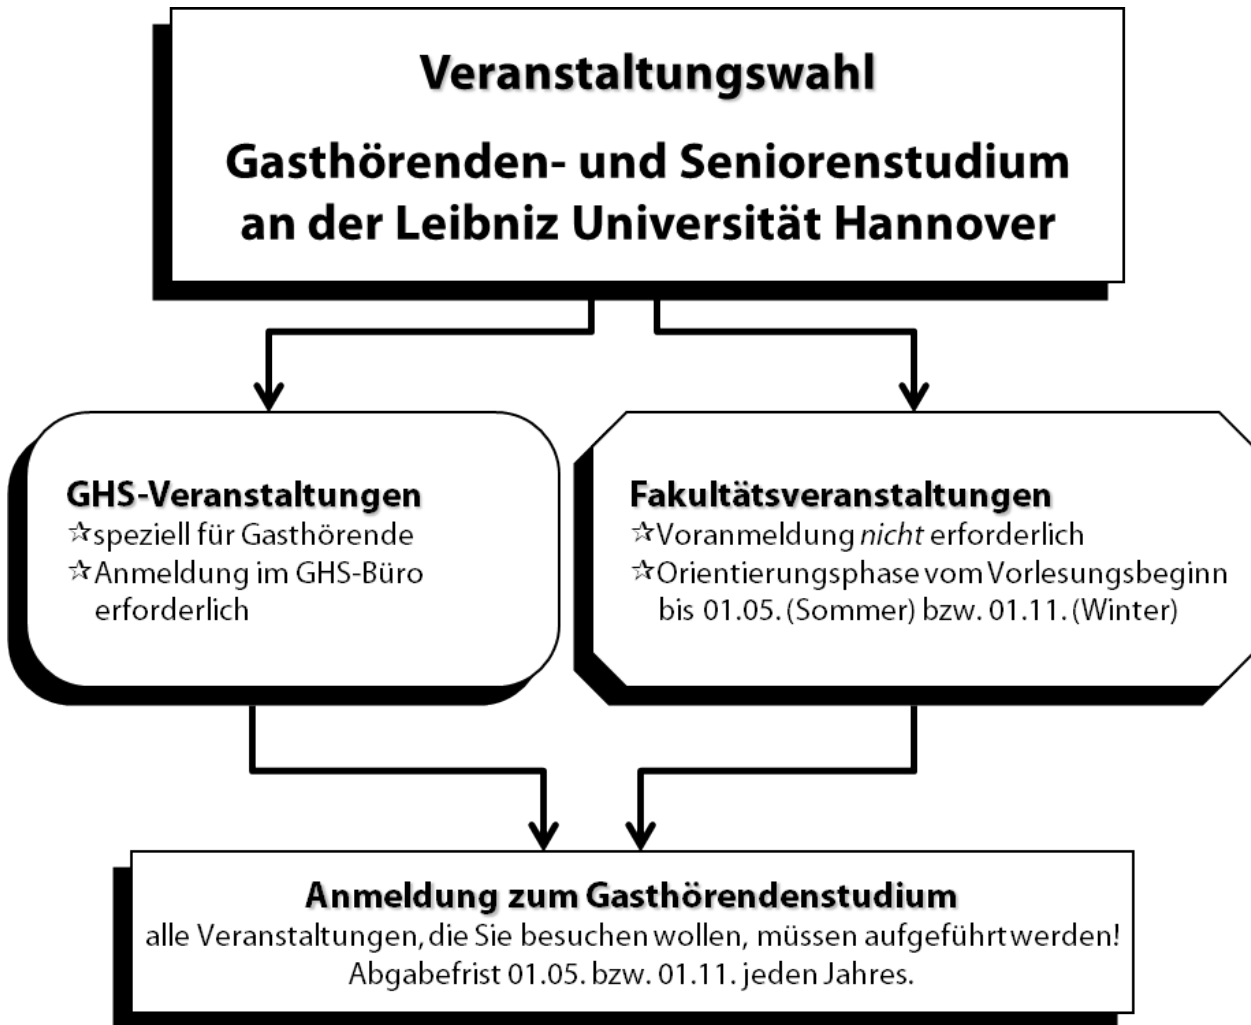 Veranstaltungswahl
Gasthörenden- und Seniorenstudium
an der Leibniz Universität Hannover
GHS-Veranstaltungen
☆speziell für Gasthörende
☆Anmeldung im GHS-Büro
erforderlich
Fakultätsveranstaltungen
☆Voranmeldung nicht erforderlich
☆Orientierungsphase vom Vorlesungsbeginn
bis 01.05. (Sommer) bzw. 01.11. (Winter)
Anmeldung zum Gasthörendenstudium
alle Veranstaltungen, die Sie besuchen wollen, müssen aufgeführt werden!
Abgabefrist 01.05. bzw. 01.11. jeden Jahres.